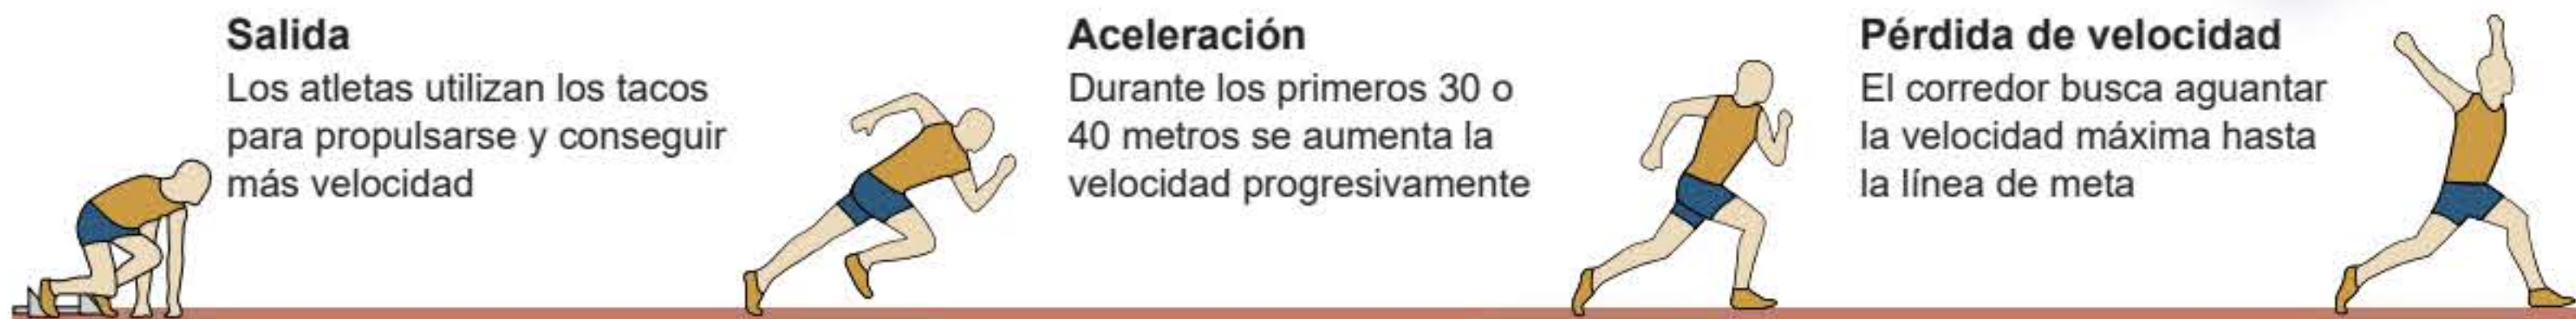 Salida
Los atletas utilizan los tacos
para propulsarse y conseguir
más velocidad
Aceleración
Durante los primeros 30 o
40 metros se aumenta la
velocidad progresivamente
Pérdida de velocidad
El corredor busca aguantar
la velocidad máxima hasta
la línea de meta